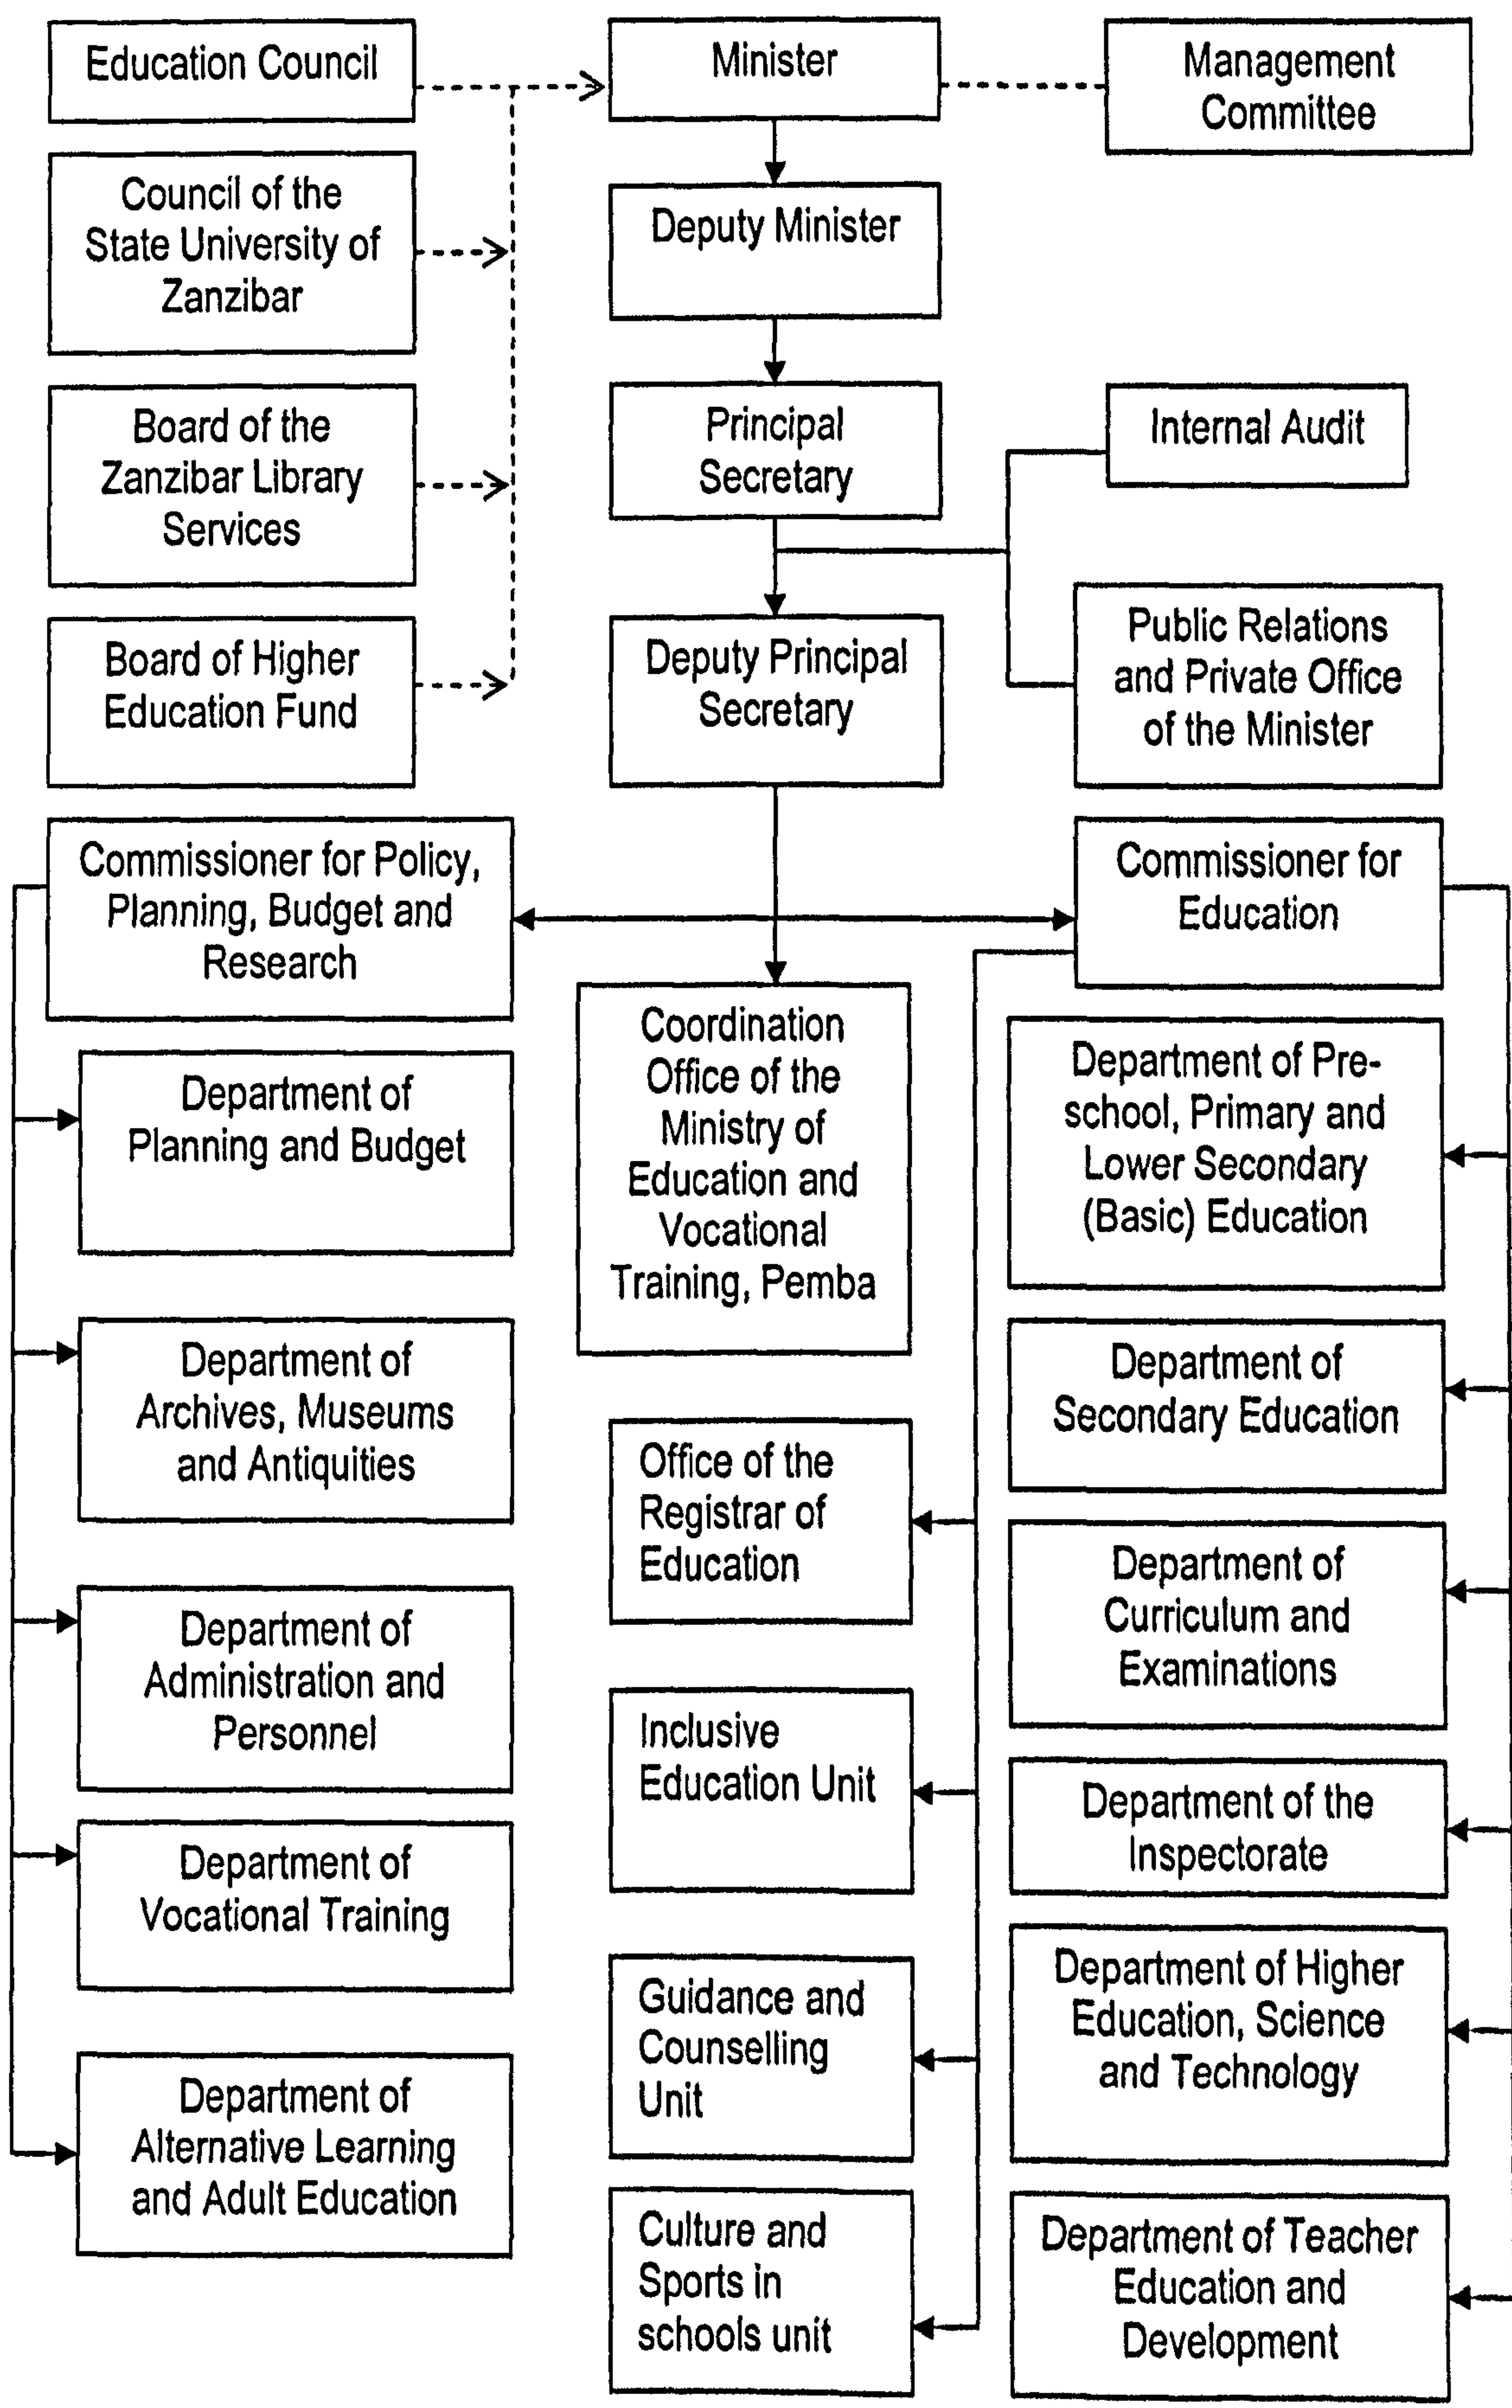 Education Council
Minister
Management
Committee
Council of the
State University of
Zanzibar
Deputy Minister
Board of the
Zanzibar Library
Services
Principal
Secretary
Internal Audit
Board of Higher
Education Fund
Deputy Principal
Secretary
Public Relations
and Private Office
of the Minister
Commissioner for Policy,
Planning, Budget and
Research
Commissioner for
Education
Coordination
Office of the
Ministry of
Education and
Vocational
Training, Pemba
Department of
Planning and Budget
Department of
Archives, Museums
and Antiquities
Department of
Administration and
Personnel
Department of
Vocational Training
Department of
Alternative Learning
and Adult Education
Office of the
Registrar of
Education
Inclusive
Education Unit
Guidance and
Counselling
Unit
Culture and
Sports in
schools unit
Department of Pre-
school, Primary and
Lower Secondary
(Basic) Education
Department of
Secondary Education
Department of
Curriculum and
Examinations
Department of the
Inspectorate
Department of Higher
Education, Science
and Technology
Department of Teacher
Education and
Development